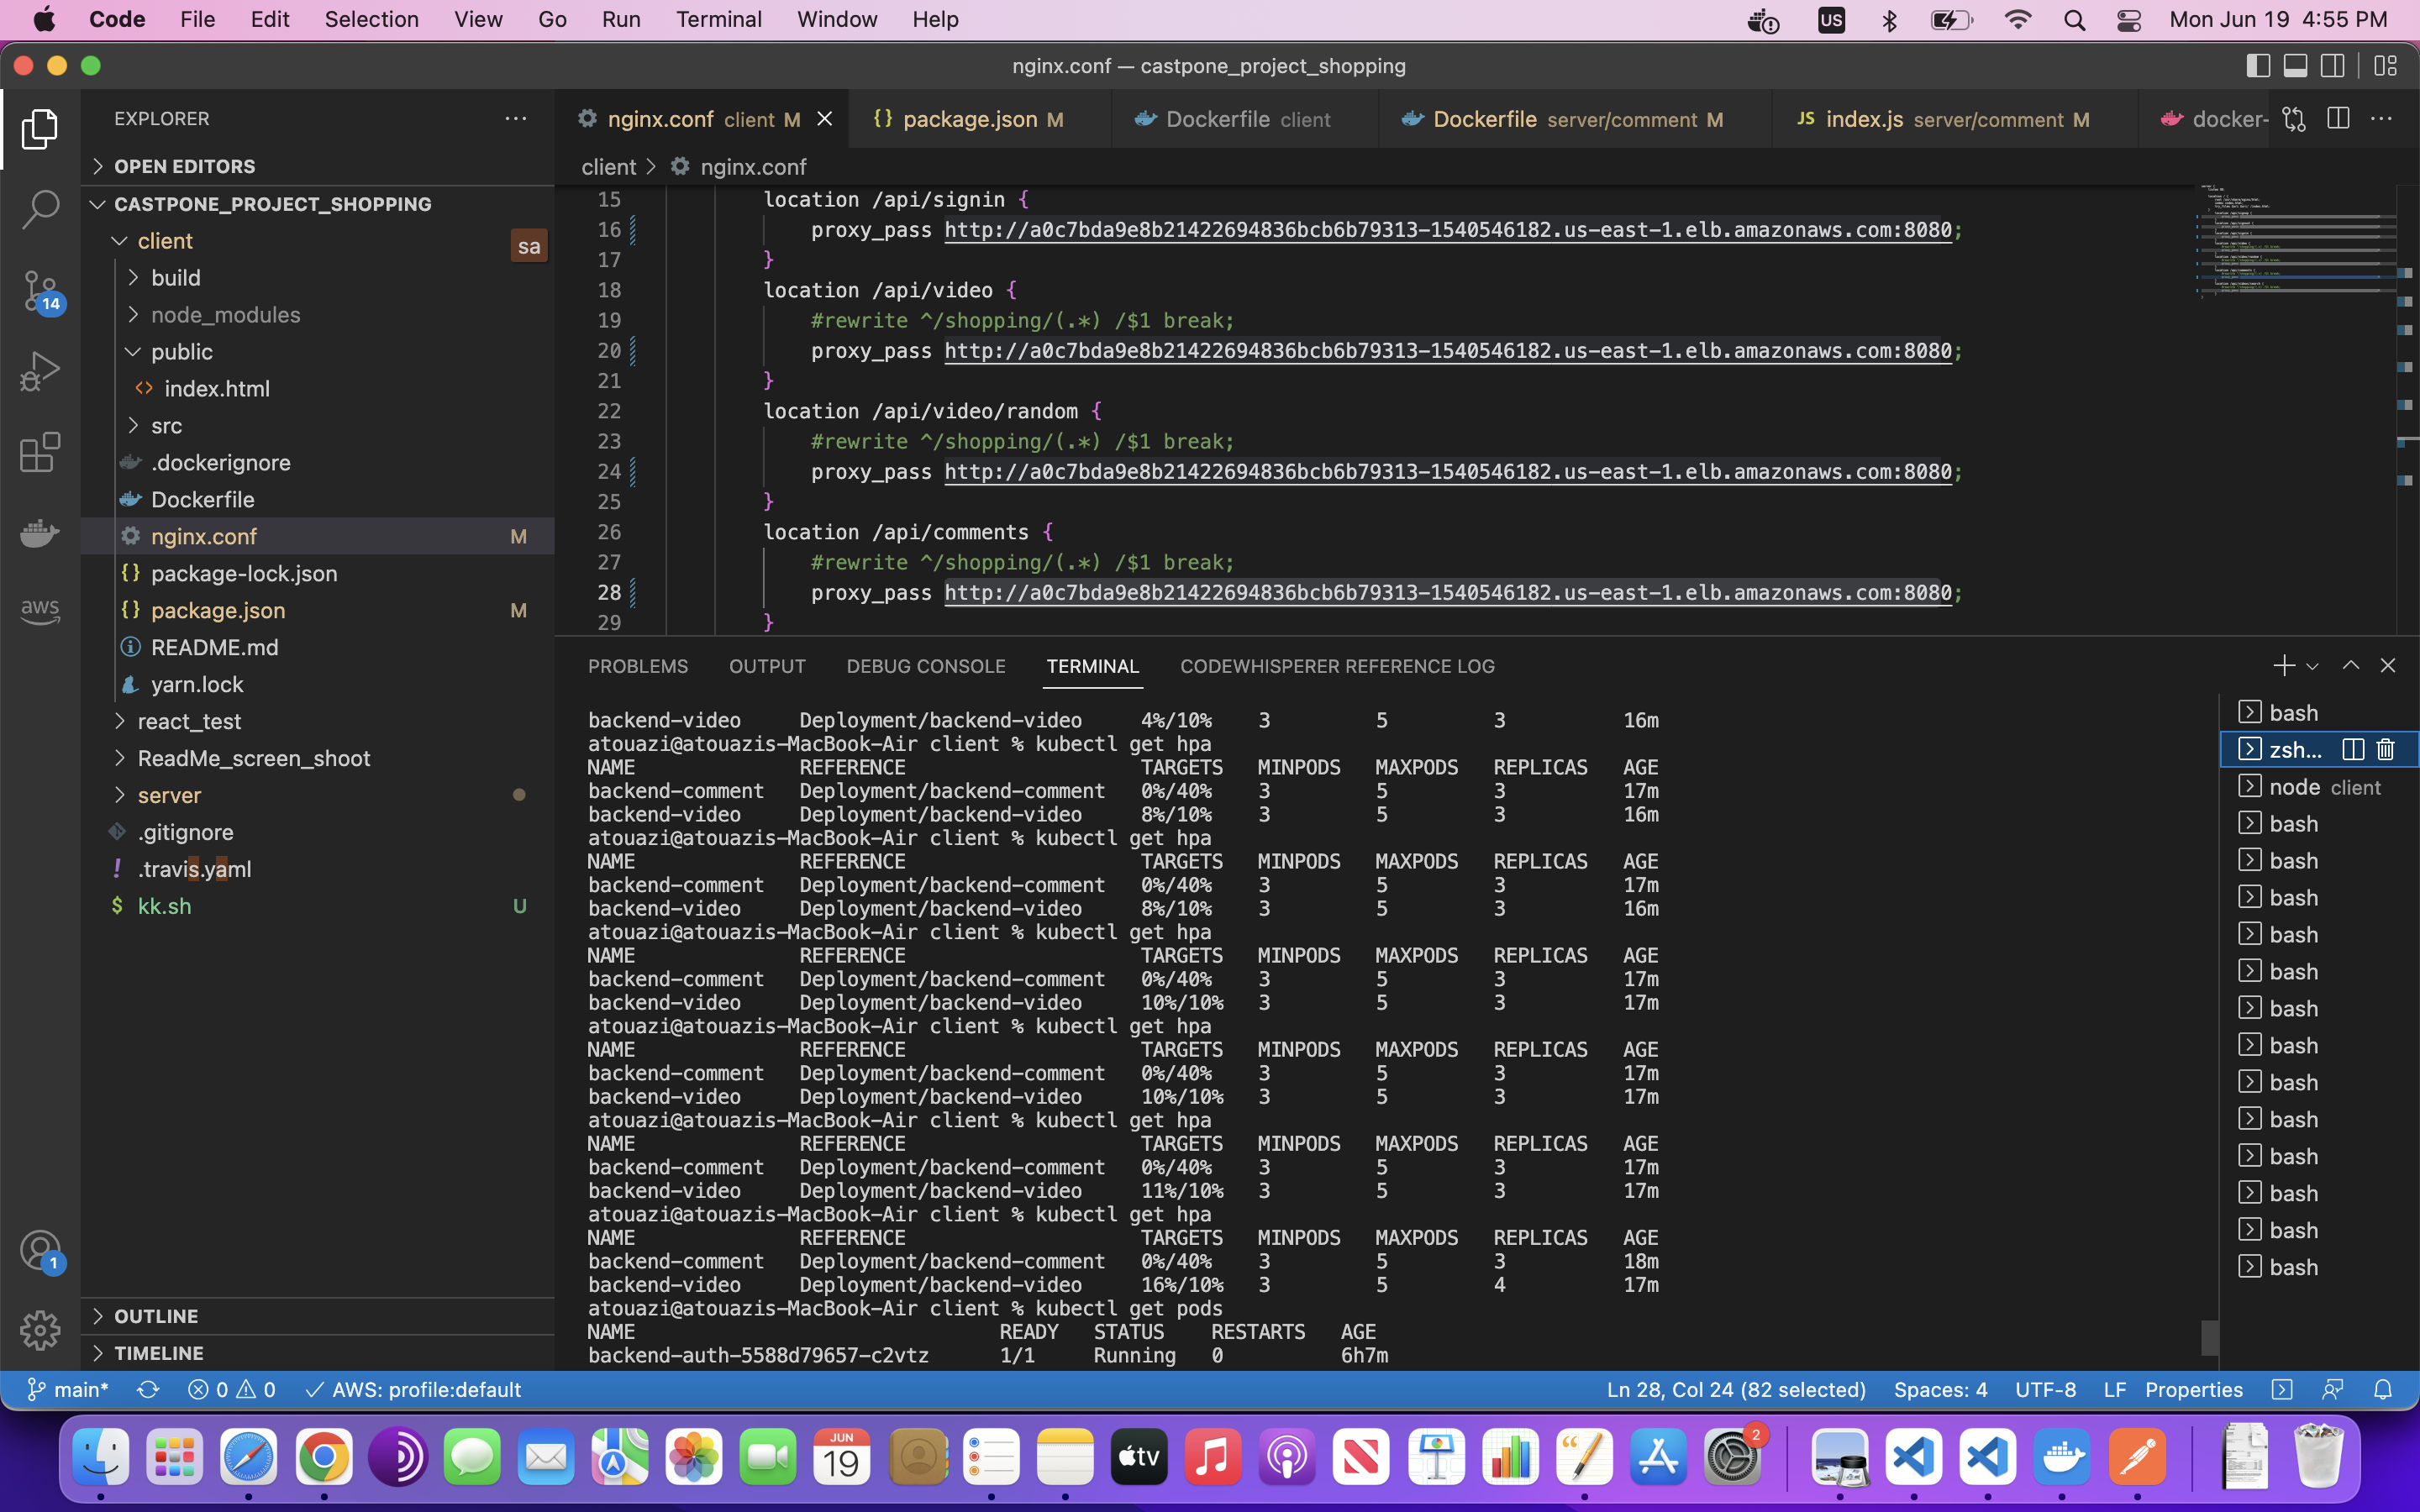 Code File Edit Selection View Go Run Terminal Window Help US Mon Jun 19 4:55 PM
nginx.conf — castpone_project_shopping
EXPLORER
OPEN EDITORS
CASTPONE_PROJECT_SHOPPING
client
sa
build
node_modules
public
index.html
src
.dockerignore
Dockerfile
nginx.conf M
package-lock.json
package.json M
README.md
yarn.lock
react_test
ReadMe_screen_shoot
server
.gitignore
.travis.yaml
kk.sh U
OUTLINE
TIMELINE
14
aws
1
nginx.conf client M package.json M Dockerfile client Dockerfile server/comment M JS index.js server/comment M docker-
client > nginx.conf
15 location /api/signin {
16 proxy_pass http://a0c7bda9e8b21422694836bcb6b79313-1540546182.us-east-1.elb.amazonaws.com:8080;
17 }
18 location /api/video {
19 #rewrite ^/shopping/(.*) /$1 break;
20 proxy_pass http://a0c7bda9e8b21422694836bcb6b79313-1540546182.us-east-1.elb.amazonaws.com:8080;
21 }
22 location /api/video/random {
23 #rewrite ^/shopping/(.*) /$1 break;
24 proxy_pass http://a0c7bda9e8b21422694836bcb6b79313-1540546182.us-east-1.elb.amazonaws.com:8080;
25 }
26 location /api/comments {
27 #rewrite ^/shopping/(.*) /$1 break;
28 proxy_pass http://a0c7bda9e8b21422694836bcb6b79313-1540546182.us-east-1.elb.amazonaws.com:8080;
29 }
PROBLEMS OUTPUT DEBUG CONSOLE TERMINAL CODEWHISPERER REFERENCE LOG
backend-video Deployment/backend-video 4%/10% 3 5 3 16m
atouazi@atouazis-MacBook-Air client % kubectl get hpa
NAME REFERENCE TARGETS MINPODS MAXPODS REPLICAS AGE
backend-comment Deployment/backend-comment 0%/40% 3 5 3 17m
backend-video Deployment/backend-video 8%/10% 3 5 3 16m
atouazi@atouazis-MacBook-Air client % kubectl get hpa
NAME REFERENCE TARGETS MINPODS MAXPODS REPLICAS AGE
backend-comment Deployment/backend-comment 0%/40% 3 5 3 17m
backend-video Deployment/backend-video 8%/10% 3 5 3 16m
atouazi@atouazis-MacBook-Air client % kubectl get hpa
NAME REFERENCE TARGETS MINPODS MAXPODS REPLICAS AGE
backend-comment Deployment/backend-comment 0%/40% 3 5 3 17m
backend-video Deployment/backend-video 10%/10% 3 5 3 17m
atouazi@atouazis-MacBook-Air client % kubectl get hpa
NAME REFERENCE TARGETS MINPODS MAXPODS REPLICAS AGE
backend-comment Deployment/backend-comment 0%/40% 3 5 3 17m
backend-video Deployment/backend-video 10%/10% 3 5 3 17m
atouazi@atouazis-MacBook-Air client % kubectl get hpa
NAME REFERENCE TARGETS MINPODS MAXPODS REPLICAS AGE
backend-comment Deployment/backend-comment 0%/40% 3 5 3 17m
backend-video Deployment/backend-video 11%/10% 3 5 3 17m
atouazi@atouazis-MacBook-Air client % kubectl get hpa
NAME REFERENCE TARGETS MINPODS MAXPODS REPLICAS AGE
backend-comment Deployment/backend-comment 0%/40% 3 5 3 18m
backend-video Deployment/backend-video 16%/10% 3 5 4 17m
atouazi@atouazis-MacBook-Air client % kubectl get pods
NAME READY STATUS RESTARTS AGE
backend-auth-5588d79657-c2vtz 1/1 Running 0 6h7m
bash
zsh...
node client
bash
bash
bash
bash
bash
bash
bash
bash
bash
bash
bash
bash
bash
main* 0 0 AWS: profile:default Ln 28, Col 24 (82 selected) Spaces: 4 UTF-8 LF Properties
JUN
19
tv
2